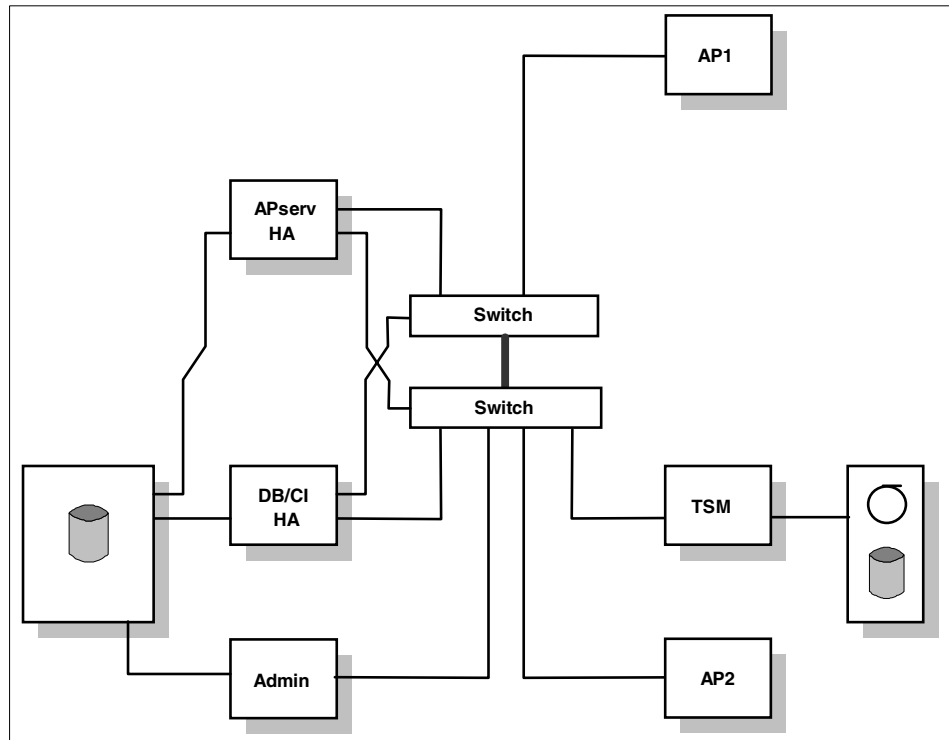 AP1
APserv
HA
Switch
Switch
DB/CI
HA
TSM
Admin
AP2